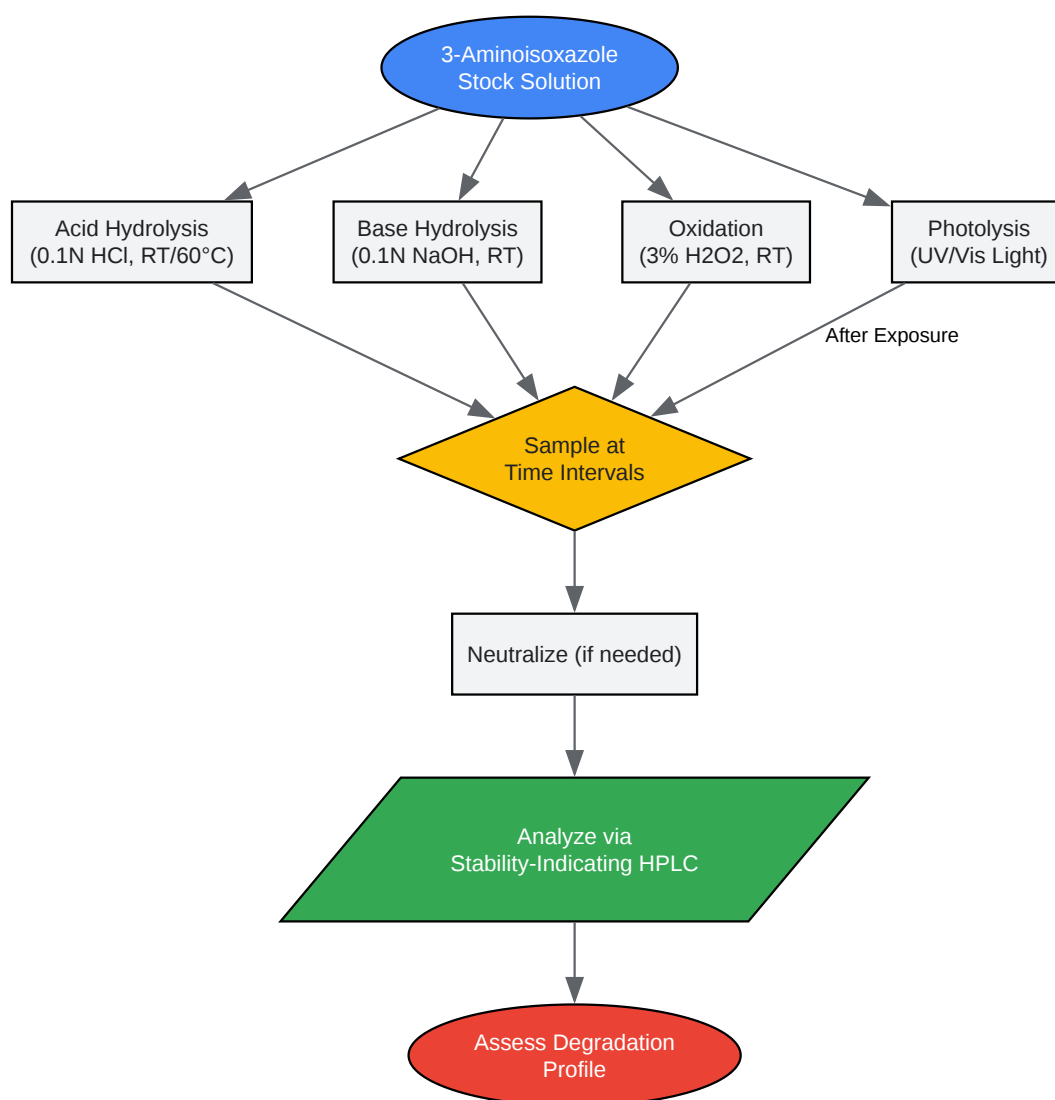 3-Aminoisoxazole
Stock Solution
Acid Hydrolysis
(0.1N HCl, RT/60°C)
Base Hydrolysis
(0.1N NaOH, RT)
Oxidation
(3% H2O2, RT)
Photolysis
(UV/Vis Light)
After Exposure
Sample at
Time Intervals
Neutralize (if needed)
Analyze via
Stability-Indicating HPLC
Assess Degradation
Profile